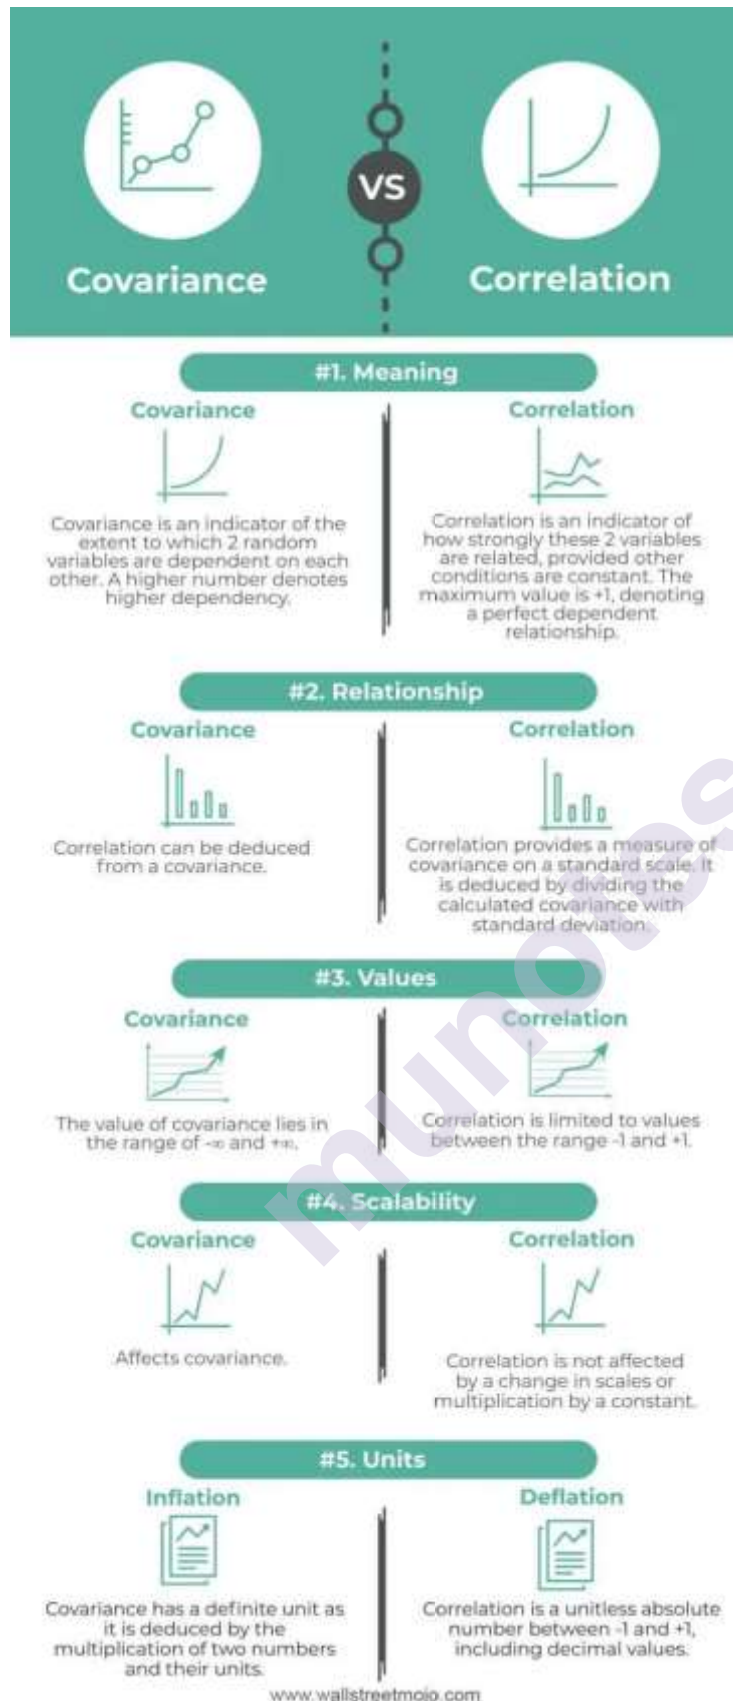 VS
Covariance
Correlation
#1. Meaning
Covariance
Covariance is an indicator of the
extent to which 2 random
variables are dependent on each
other. A higher number denotes
higher dependency.
Correlation
Correlation is an indicator of
how strongly these 2 variables
are related, provided other
conditions are constant. The
maximum value is +1, denoting
a perfect dependent
relationship.
#2. Relationship
Covariance
Correlation can be deduced
from a covariance.
Correlation
Correlation provides a measure of
covariance on a standard scale. It
is deduced by dividing the
calculated covariance with
standard deviation.
#3. Values
Covariance
The value of covariance lies in
the range of -∞ and +∞.
Correlation
Correlation is limited to values
between the range -1 and +1.
#4. Scalability
Covariance
Affects covariance.
Correlation
Correlation is not affected
by a change in scales or
multiplication by a constant.
#5. Units
Inflation
Covariance has a definite unit as
it is deduced by the
multiplication of two numbers
and their units.
Deflation
Correlation is a unitless absolute
number between -1 and +1,
including decimal values.
www.wallstreetmojo.com
munotes